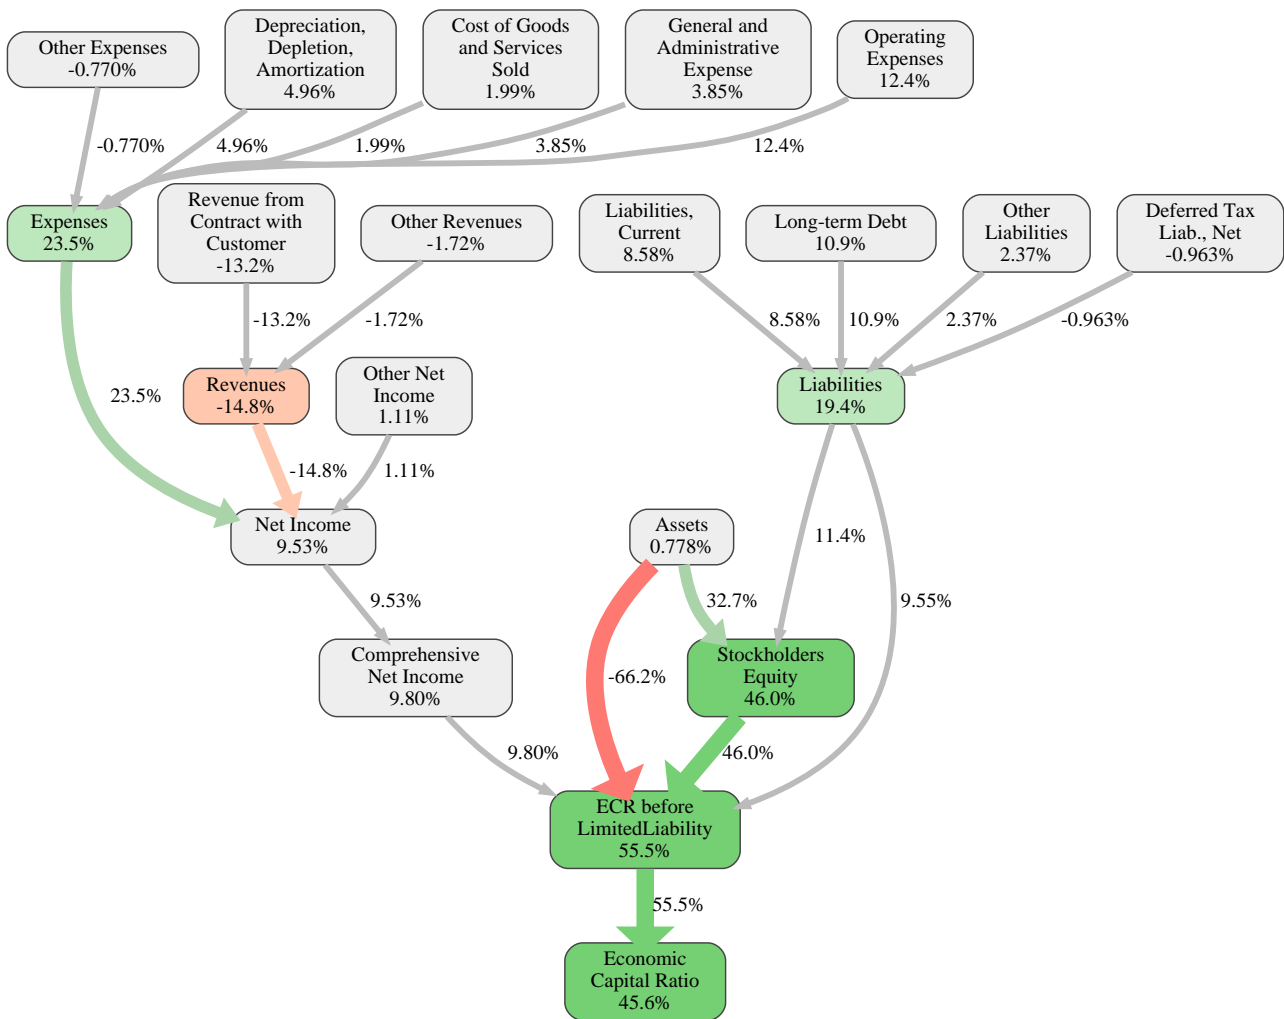 Other Expenses
-0.770%
Depreciation,
Depletion,
Amortization
4.96%
Cost of Goods
and Services
Sold
1.99%
General and
Administrative
Expense
3.85%
Operating
Expenses
12.4%
-0.770%
4.96%
1.99%
3.85%
12.4%
Expenses
23.5%
Revenue from
Contract with
Customer
-13.2%
Other Revenues
-1.72%
Liabilities,
Current
8.58%
Long-term Debt
10.9%
Other
Liabilities
2.37%
Deferred Tax
Liab., Net
-0.963%
-13.2%
-1.72%
8.58%
10.9%
2.37%
-0.963%
23.5%
Revenues
-14.8%
Other Net
Income
1.11%
Liabilities
19.4%
-14.8%
1.11%
Net Income
9.53%
Assets
0.778%
11.4%
9.53%
32.7%
9.55%
Comprehensive
Net Income
9.80%
-66.2%
Stockholders
Equity
46.0%
9.80%
46.0%
ECR before
LimitedLiability
55.5%
55.5%
Economic
Capital Ratio
45.6%